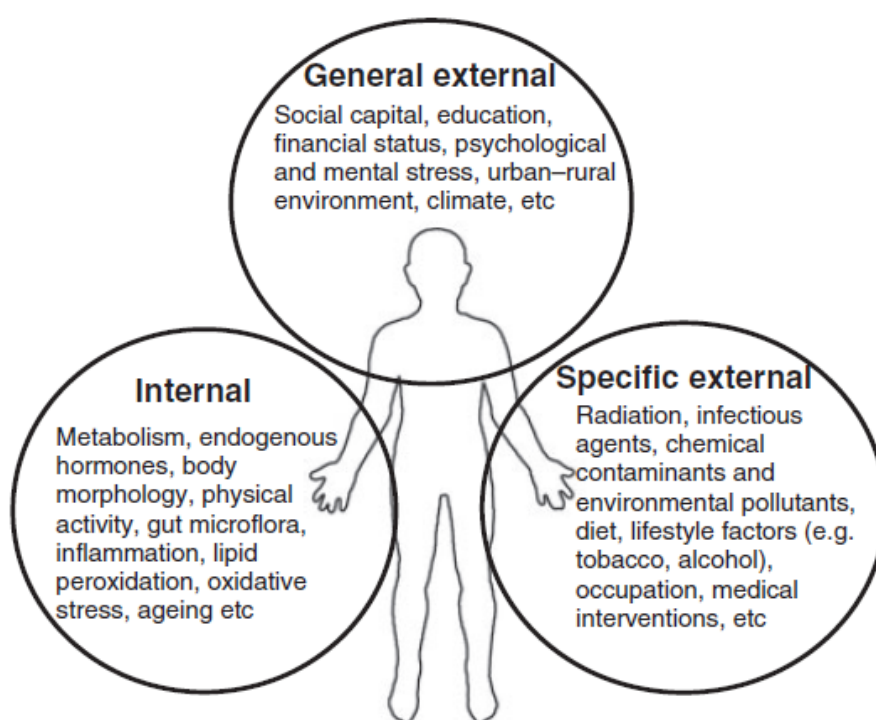 General external
Social capital, education,
financial status, psychological
and mental stress, urban–rural
environment, climate, etc
Internal
Metabolism, endogenous
hormones, body
morphology, physical
activity, gut microflora,
inflammation, lipid
peroxidation, oxidative
stress, ageing etc
Specific external
Radiation, infectious
agents, chemical
contaminants and
environmental pollutants,
diet, lifestyle factors (e.g.
tobacco, alcohol),
occupation, medical
interventions, etc